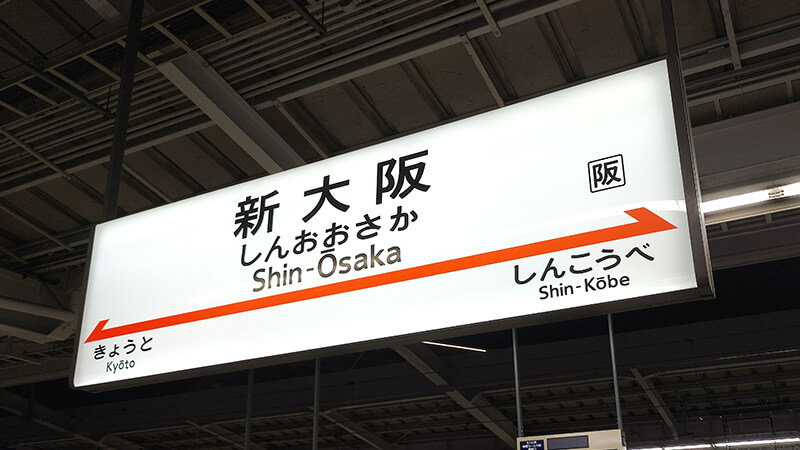 新大阪
しんおおさか
Shin-Ōsaka
阪
きょうと
Kyōto
しんこうべ
Shin-Kōbe